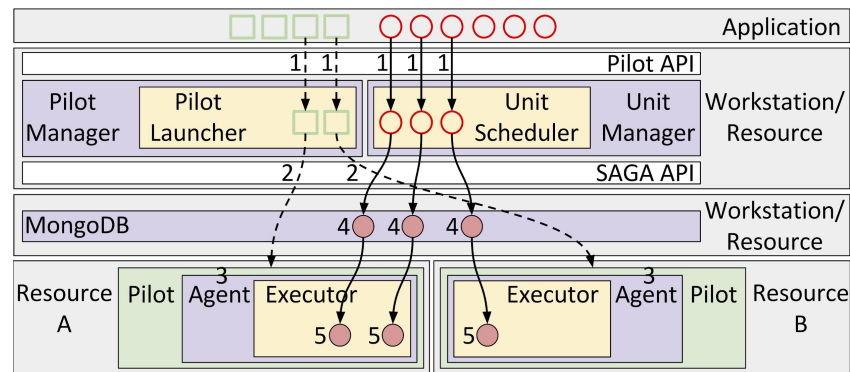 Application
1 1 1 1 1 Pilot API
Pilot Manager
Pilot Launcher
Unit Scheduler
Unit Manager
Workstation/ Resource
2 2 SAGA API
MongoDB 4 4 4
Workstation/ Resource
Resource A
Pilot
3
Agent
Executor
5 5
Executor
5
3
Agent
Pilot
Resource B